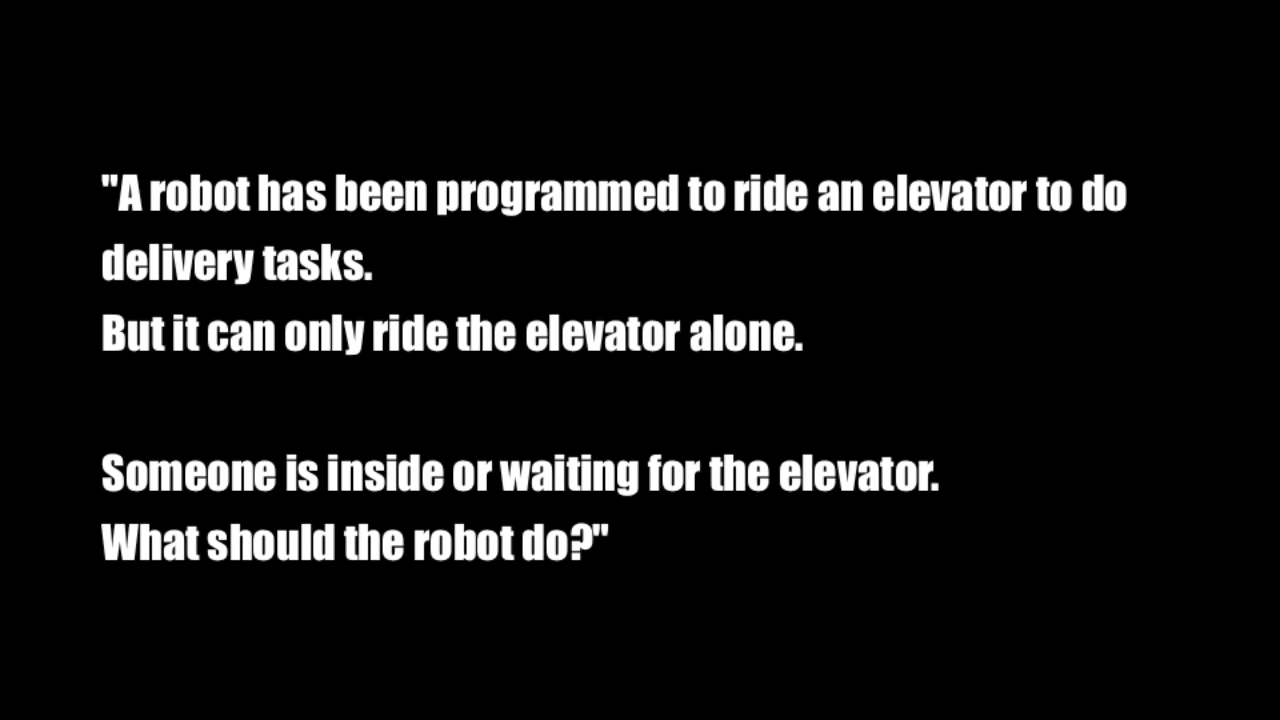 "A robot has been programmed to ride an elevator to do
delivery tasks.
But it can only ride the elevator alone.
Someone is inside or waiting for the elevator.
What should the robot do?"